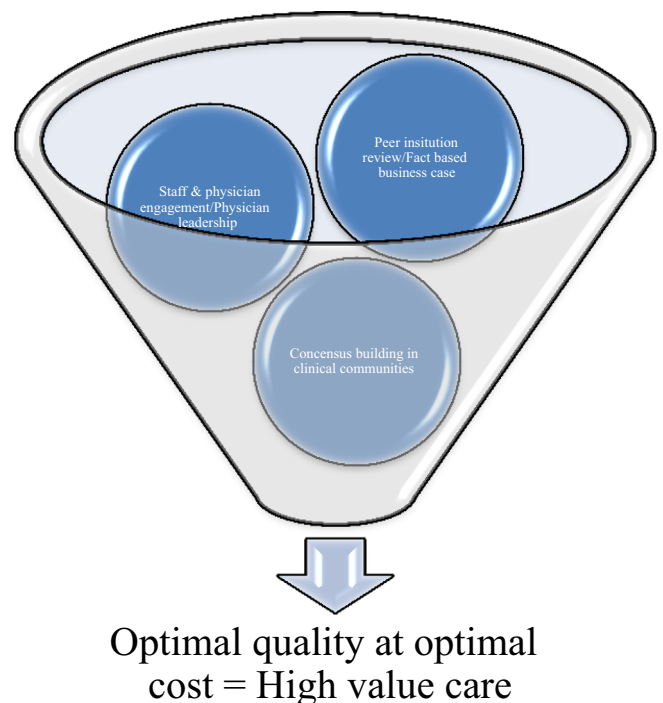 Peer insitution
review/Fact based
business case
Staff & physician
engagement/Physician
leadership
Concensus building in
clinical communities
Optimal quality at optimal
cost = High value care